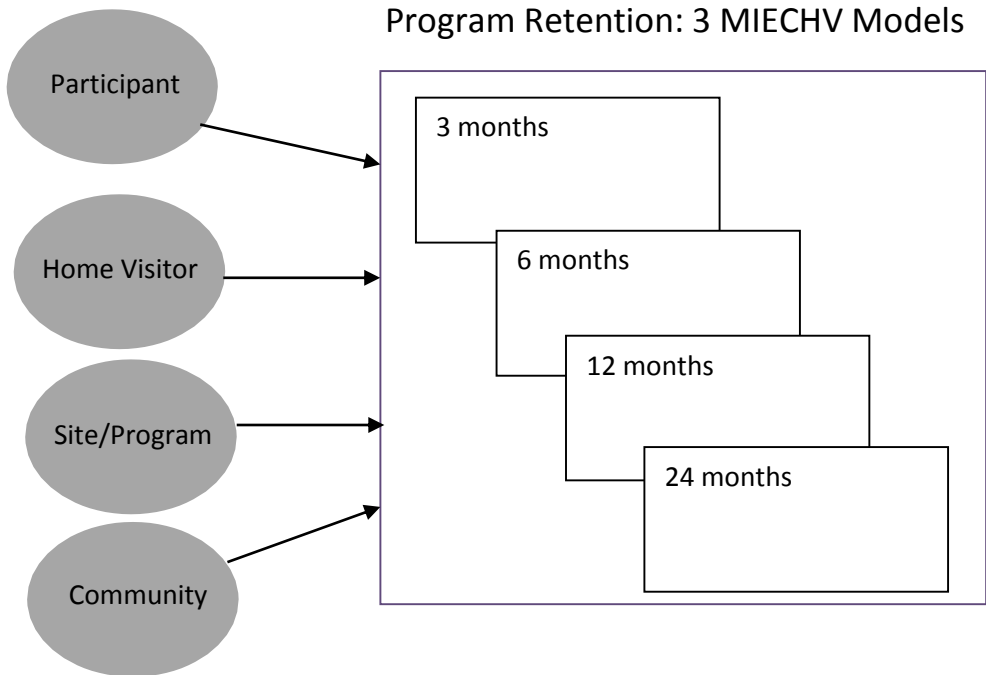 Program Retention: 3 MIECHV Models
Participant
Home Visitor
Site/Program
Community
3 months
6 months
12 months
24 months